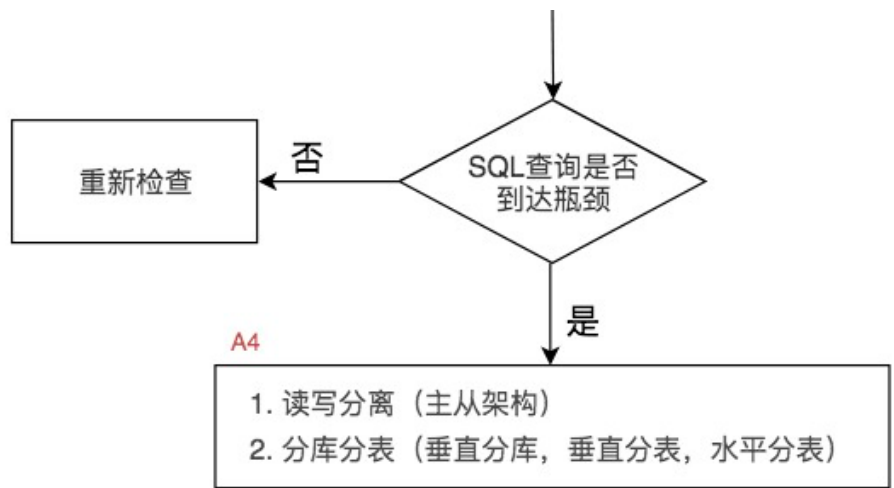 SQL查询是否
到达瓶颈
否
重新检查
是
A4
1. 读写分离（主从架构）
2. 分库分表（垂直分库，垂直分表，水平分表）